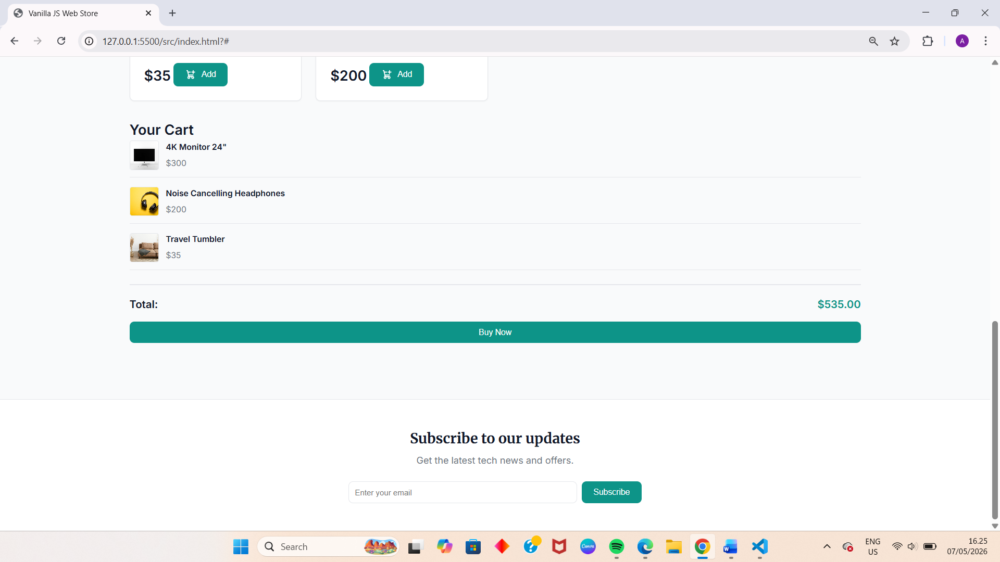 Vanilla JS Web Store
127.0.0.1:5500/src/index.html?#
A
$35 Add
$200 Add
Your Cart
4K Monitor 24"
$300
Noise Cancelling Headphones
$200
Travel Tumbler
$35
Total: $535.00
Buy Now
Subscribe to our updates
Get the latest tech news and offers.
Enter your email Subscribe
Search
Canva
W
ENG
US
16.25
07/05/2026